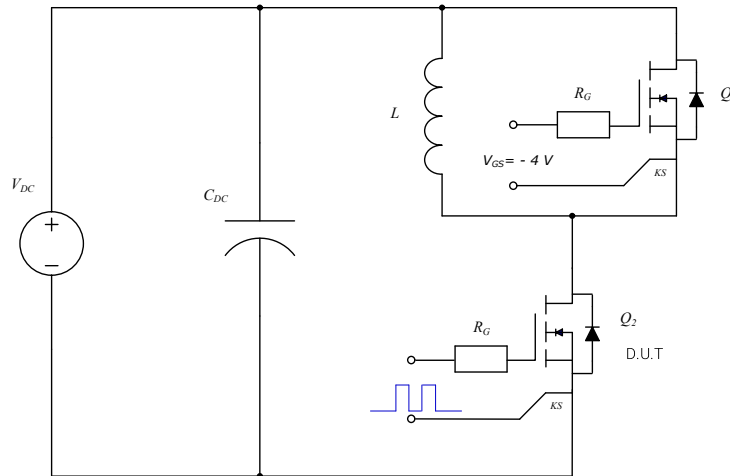 R_G
Q
L
V_GS= - 4 V
KS
V_DC
C_DC
+
−
R_G
Q_2
D.U.T
KS